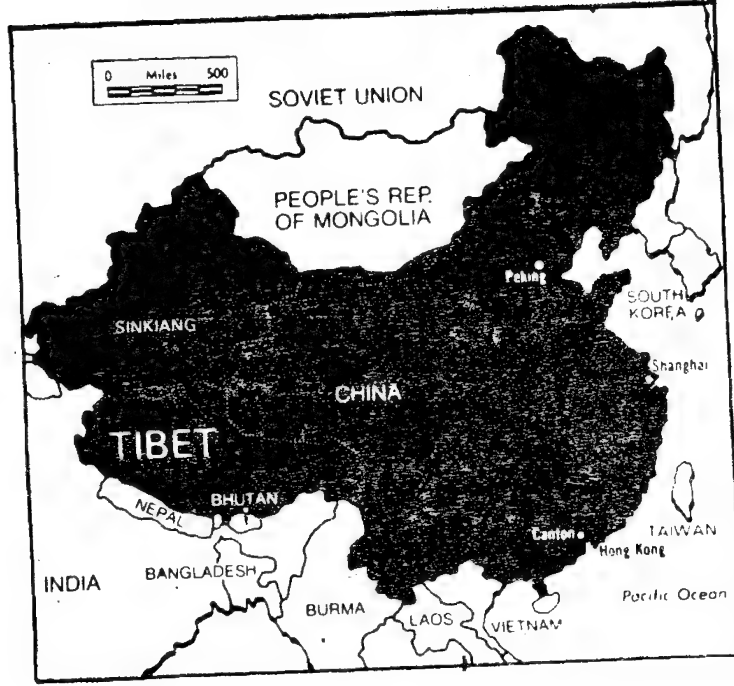 0 Miles 500
SOVIET UNION
PEOPLE'S REP.
OF MONGOLIA
Peking
SOUTH
KOREA
SINKIANG
Shanghai
CHINA
TIBET
NEPAL
BHUTAN
Canton
TAIWAN
Hong Kong
INDIA
BANGLADESH
BURMA
LAOS
VIETNAM
Pacific Ocean